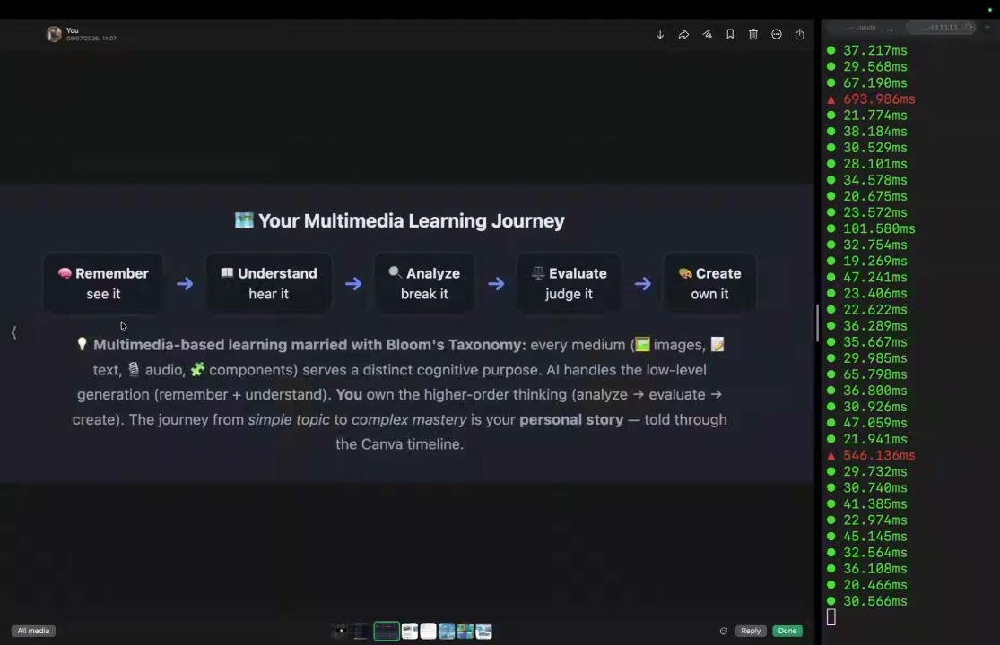 You
08/07/2026, 11:07
🗺️ Your Multimedia Learning Journey
🧠 Remember
see it
→
📖 Understand
hear it
→
🔍 Analyze
break it
→
⚖️ Evaluate
judge it
→
🎨 Create
own it
💡 Multimedia-based learning married with Bloom's Taxonomy: every medium (🖼️ images, 📝
text, 🎙️ audio, 🧩 components) serves a distinct cognitive purpose. AI handles the low-level
generation (remember + understand). You own the higher-order thinking (analyze → evaluate →
create). The journey from simple topic to complex mastery is your personal story — told through
the Canva timeline.
All media
Reply
Done
... — claude
...
37.217ms
29.568ms
67.190ms
693.986ms
21.774ms
38.184ms
30.529ms
28.101ms
34.578ms
20.675ms
23.572ms
101.580ms
32.754ms
19.269ms
47.241ms
23.406ms
22.622ms
36.289ms
35.667ms
29.985ms
65.798ms
36.800ms
30.926ms
47.059ms
21.941ms
546.136ms
29.732ms
30.740ms
41.385ms
22.974ms
45.145ms
32.564ms
36.108ms
20.466ms
30.566ms